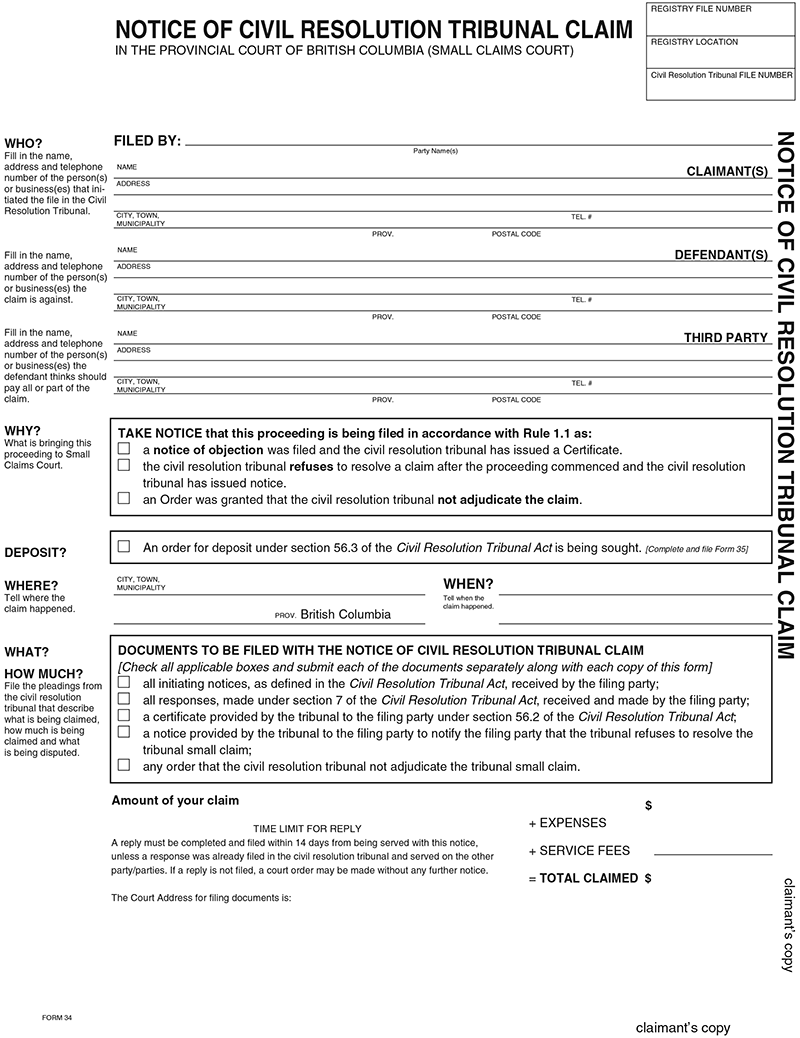 NOTICE OF CIVIL RESOLUTION TRIBUNAL CLAIM
IN THE PROVINCIAL COURT OF BRITISH COLUMBIA (SMALL CLAIMS COURT)
REGISTRY FILE NUMBER
REGISTRY LOCATION
Civil Resolution Tribunal FILE NUMBER
WHO?
Fill in the name,
address and telephone
number of the person(s)
or business(es) that ini-
tiated the file in the Civil
Resolution Tribunal.
FILED BY:
Party Name(s)
NAME
CLAIMANT(S)
ADDRESS
CITY, TOWN,
MUNICIPALITY
TEL. #
PROV.
POSTAL CODE
Fill in the name,
address and telephone
number of the person(s)
or business(es) the
claim is against.
NAME
DEFENDANT(S)
ADDRESS
CITY, TOWN,
MUNICIPALITY
TEL. #
PROV.
POSTAL CODE
Fill in the name,
address and telephone
number of the person(s)
or business(es) the
defendant thinks should
pay all or part of the
claim.
NAME
THIRD PARTY
ADDRESS
CITY, TOWN,
MUNICIPALITY
TEL. #
PROV.
POSTAL CODE
WHY?
What is bringing this
proceeding to Small
Claims Court.
TAKE NOTICE that this proceeding is being filed in accordance with Rule 1.1 as:
a notice of objection was filed and the civil resolution tribunal has issued a Certificate.
the civil resolution tribunal refuses to resolve a claim after the proceeding commenced and the civil resolution
tribunal has issued notice.
an Order was granted that the civil resolution tribunal not adjudicate the claim.
DEPOSIT?
An order for deposit under section 56.3 of the Civil Resolution Tribunal Act is being sought. [Complete and file Form 35]
WHERE?
Tell where the
claim happened.
CITY, TOWN,
MUNICIPALITY
PROV. British Columbia
WHEN?
Tell when the
claim happened.
WHAT?
HOW MUCH?
File the pleadings from
the civil resolution
tribunal that describe
what is being claimed,
how much is being
claimed and what
is being disputed.
DOCUMENTS TO BE FILED WITH THE NOTICE OF CIVIL RESOLUTION TRIBUNAL CLAIM
[Check all applicable boxes and submit each of the documents separately along with each copy of this form]
all initiating notices, as defined in the Civil Resolution Tribunal Act, received by the filing party;
all responses, made under section 7 of the Civil Resolution Tribunal Act, received and made by the filing party;
a certificate provided by the tribunal to the filing party under section 56.2 of the Civil Resolution Tribunal Act;
a notice provided by the tribunal to the filing party to notify the filing party that the tribunal refuses to resolve the
tribunal small claim;
any order that the civil resolution tribunal not adjudicate the tribunal small claim.
Amount of your claim
$
TIME LIMIT FOR REPLY
A reply must be completed and filed within 14 days from being served with this notice,
unless a response was already filed in the civil resolution tribunal and served on the other
party/parties. If a reply is not filed, a court order may be made without any further notice.
The Court Address for filing documents is:
+ EXPENSES
+ SERVICE FEES
= TOTAL CLAIMED $
NOTICE OF CIVIL RESOLUTION TRIBUNAL CLAIM
claimant's copy
FORM 34
claimant's copy